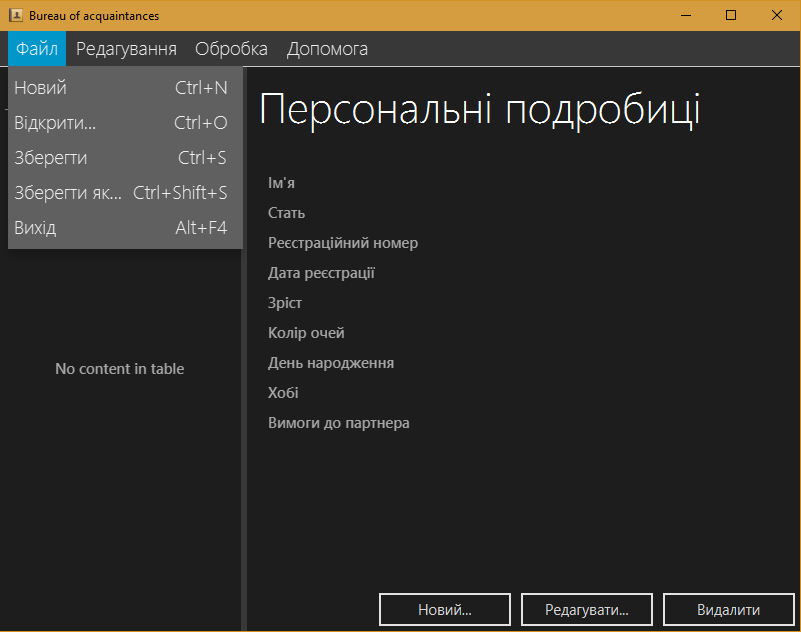 Bureau of acquaintances
Файл Редагування Обробка Допомога
Новий Ctrl+N
Відкрити... Ctrl+O
Зберегти Ctrl+S
Зберегти як... Ctrl+Shift+S
Вихід Alt+F4
No content in table
Персональні подробиці
Ім'я
Стать
Реєстраційний номер
Дата реєстрації
Зріст
Колір очей
День народження
Хобі
Вимоги до партнера
Новий... Редагувати... Видалити